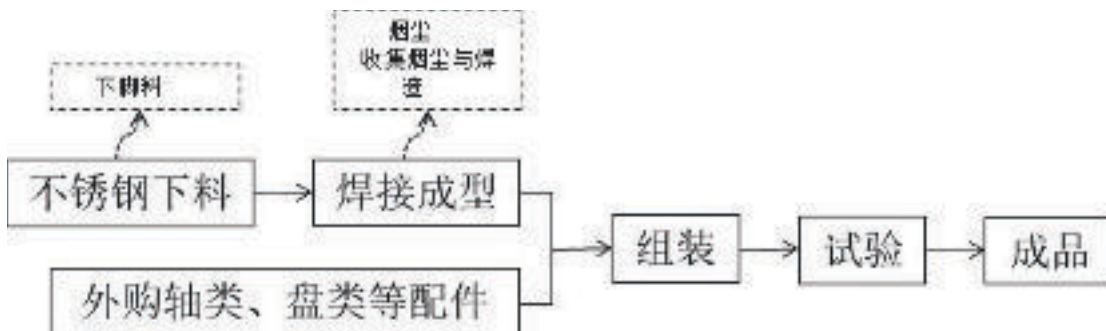 烟尘
收集烟尘与焊
渣
下脚料
不锈钢下料
焊接成型
外购轴类、盘类等配件
组装
试验
成品